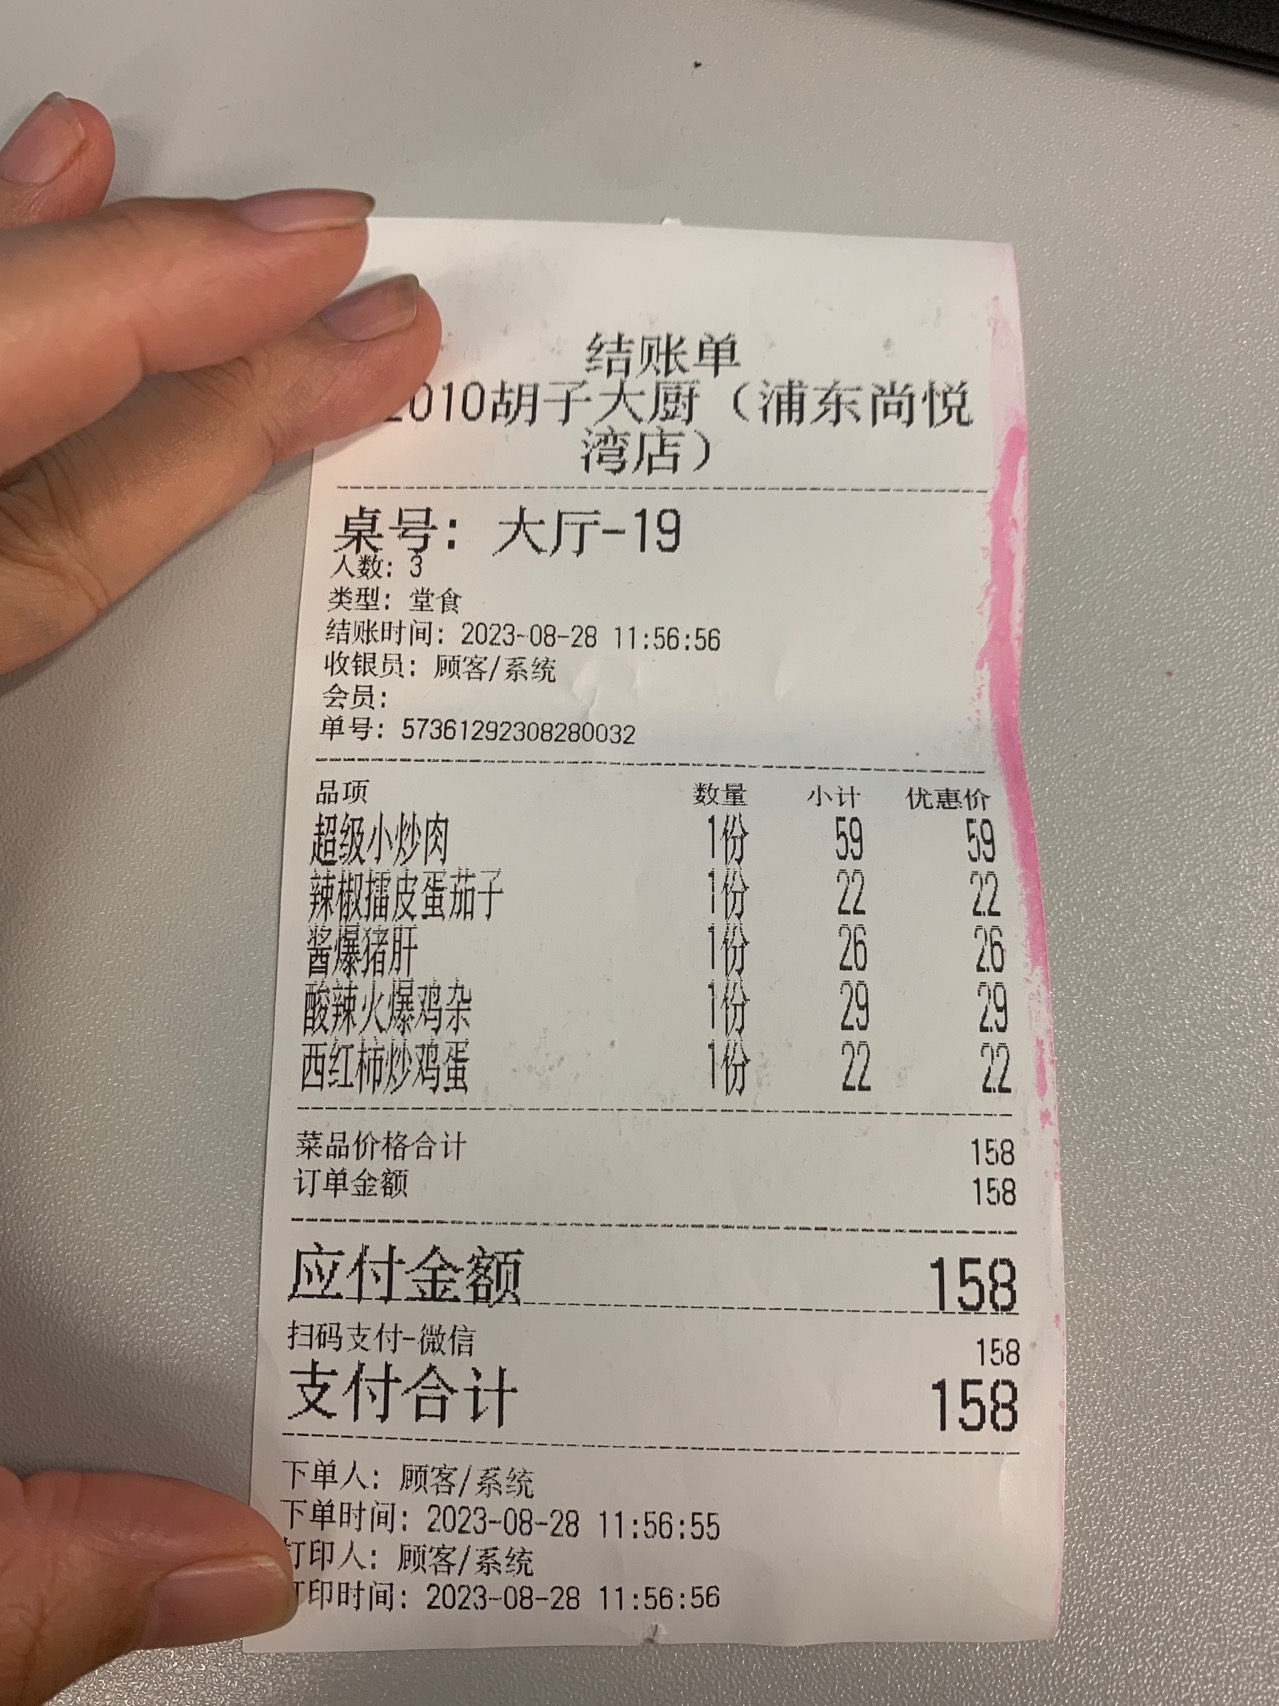 结账单
2010胡子大厨（浦东尚悦
湾店）
桌号：大厅-19
人数：3
类型：堂食
结账时间：2023-08-28 11:56:56
收银员：顾客/系统
会员：
单号：57361292308280032
品项 数量 小计 优惠价
超级小炒肉 1份 59 59
辣椒擂皮蛋茄子 1份 22 22
酱爆猪肝 1份 26 26
酸辣火爆鸡杂 1份 29 29
西红柿炒鸡蛋 1份 22 22
菜品价格合计 158
订单金额 158
应付金额 158
扫码支付-微信 158
支付合计 158
下单人：顾客/系统
下单时间：2023-08-28 11:56:55
打印人：顾客/系统
打印时间：2023-08-28 11:56:56